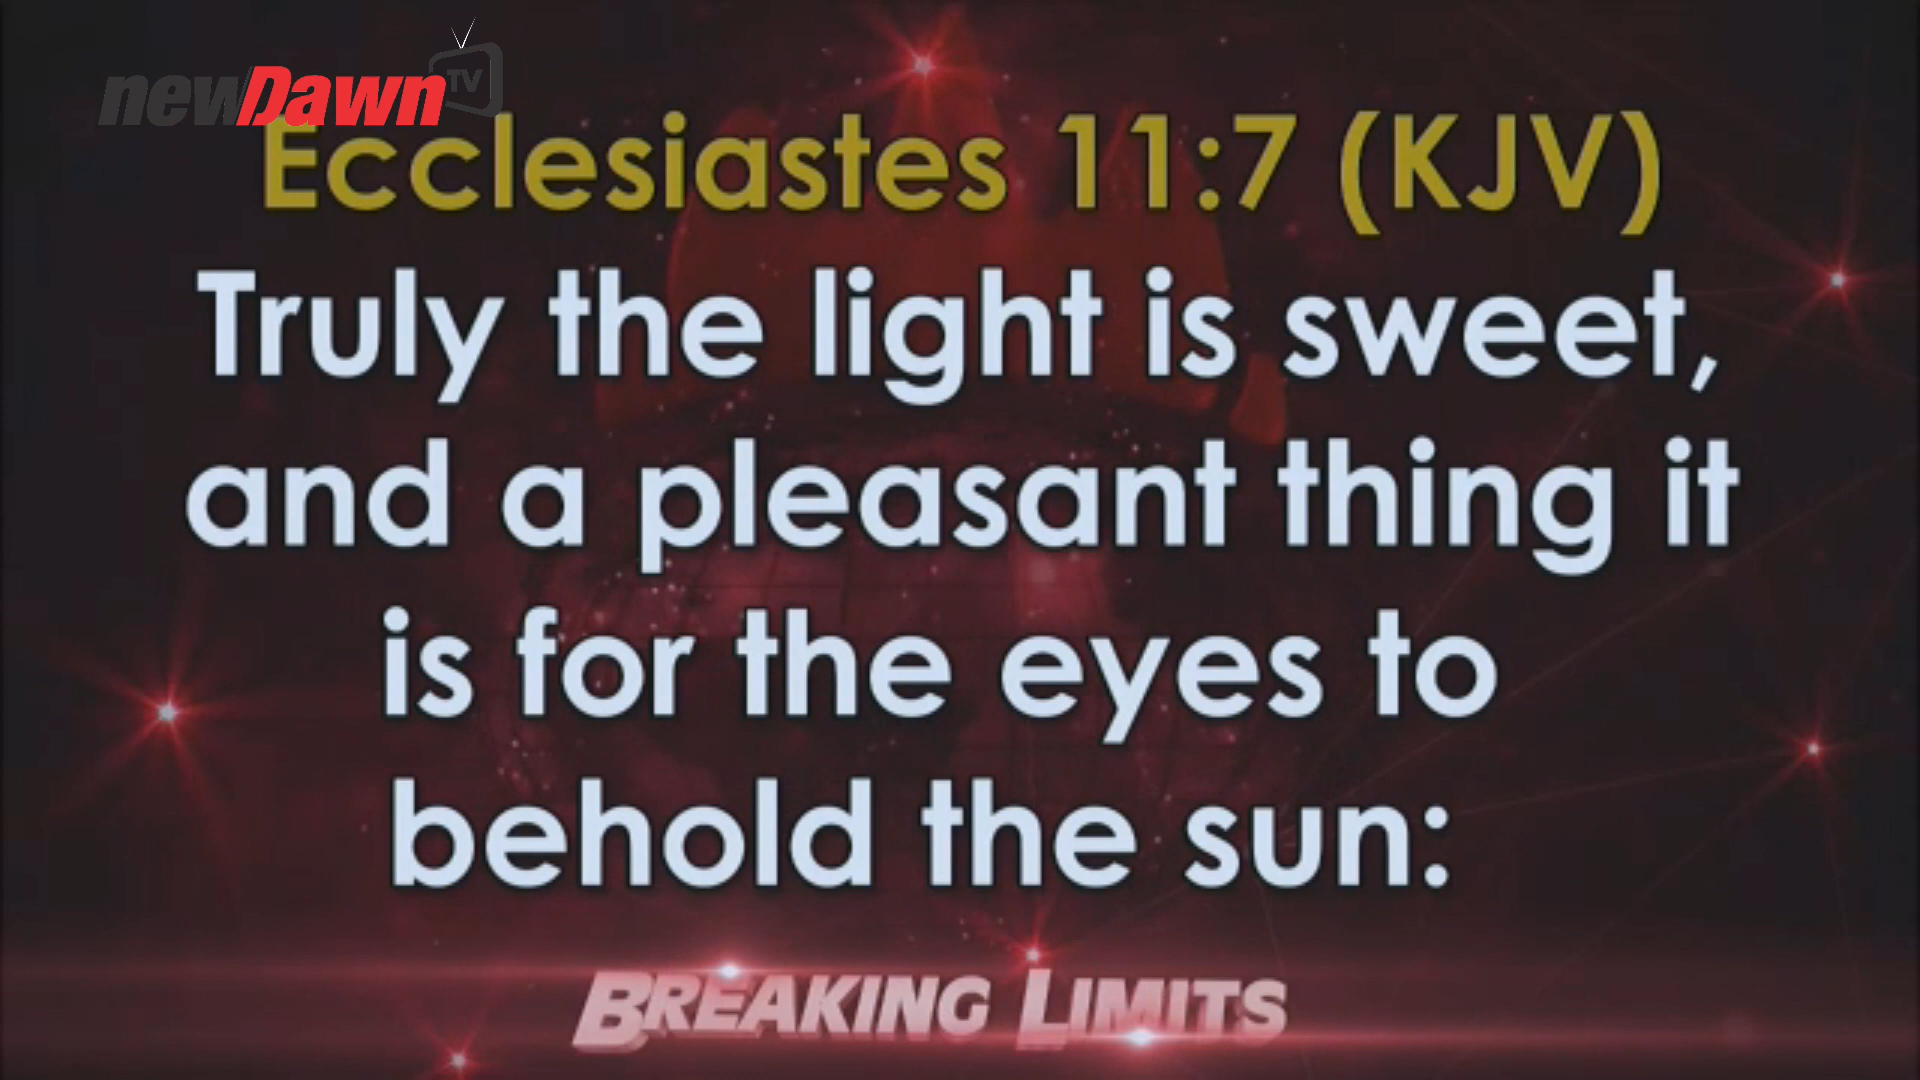 newDawn TV
Ecclesiastes 11:7 (KJV)
Truly the light is sweet,
and a pleasant thing it
is for the eyes to
behold the sun:
BREAKING LIMITS